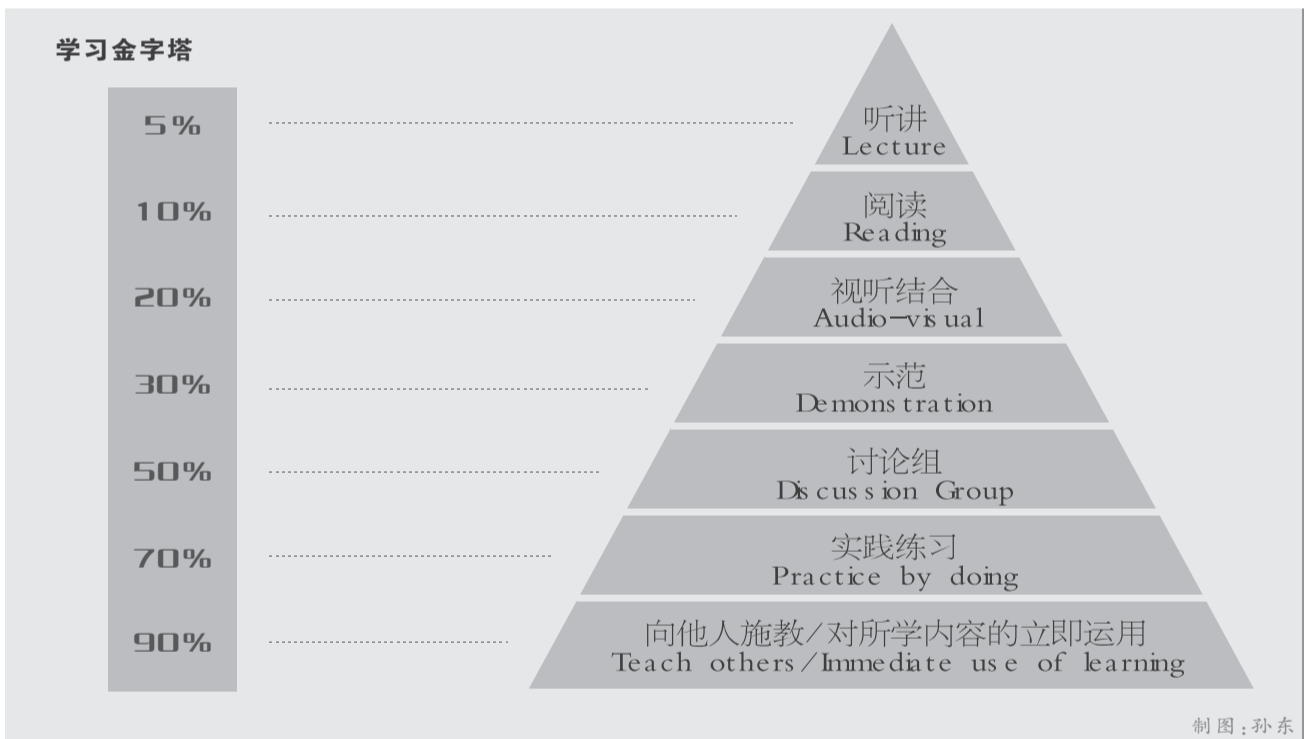 学习金字塔
5%
听讲
Lecture
10%
阅读
Reading
20%
视听结合
Audio-visual
30%
示范
Demonstration
50%
讨论组
Discussion Group
70%
实践练习
Practice by doing
90%
向他人施教/对所学内容的立即运用
Teach others/Immediate use of learning
制图:孙东